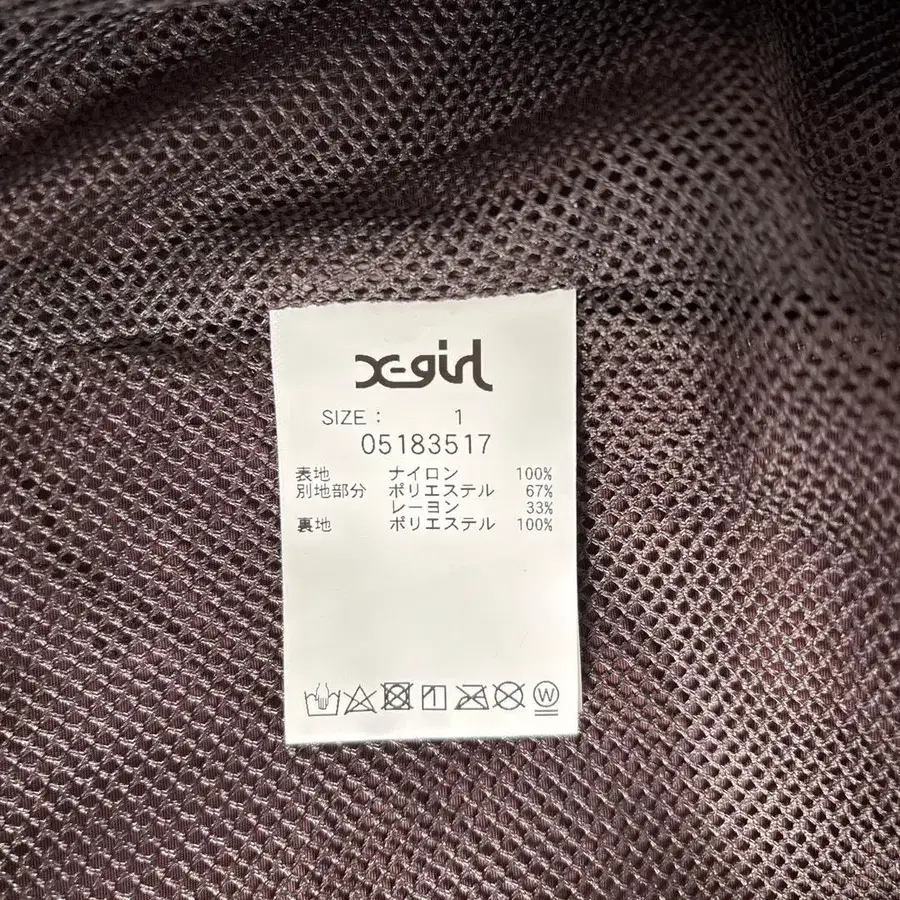 X-girl
SIZE : 1
05183517
表地 ナイロン 100%
別地部分 ポリエステル 67%
レーヨン 33%
裏地 ポリエステル 100%
W